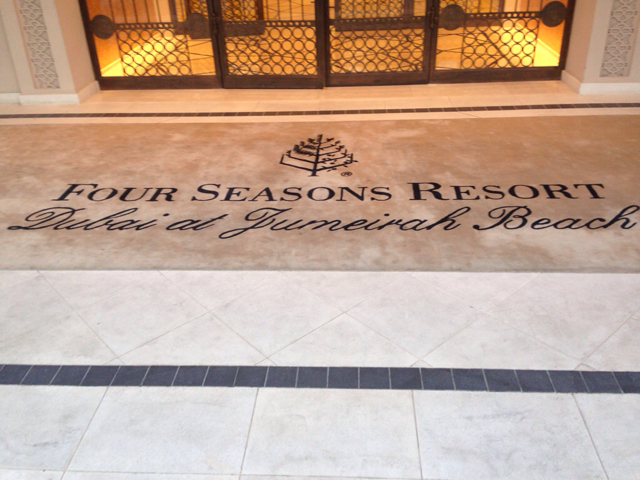 Four Seasons Resort
Dubai at Jumeirah Beach